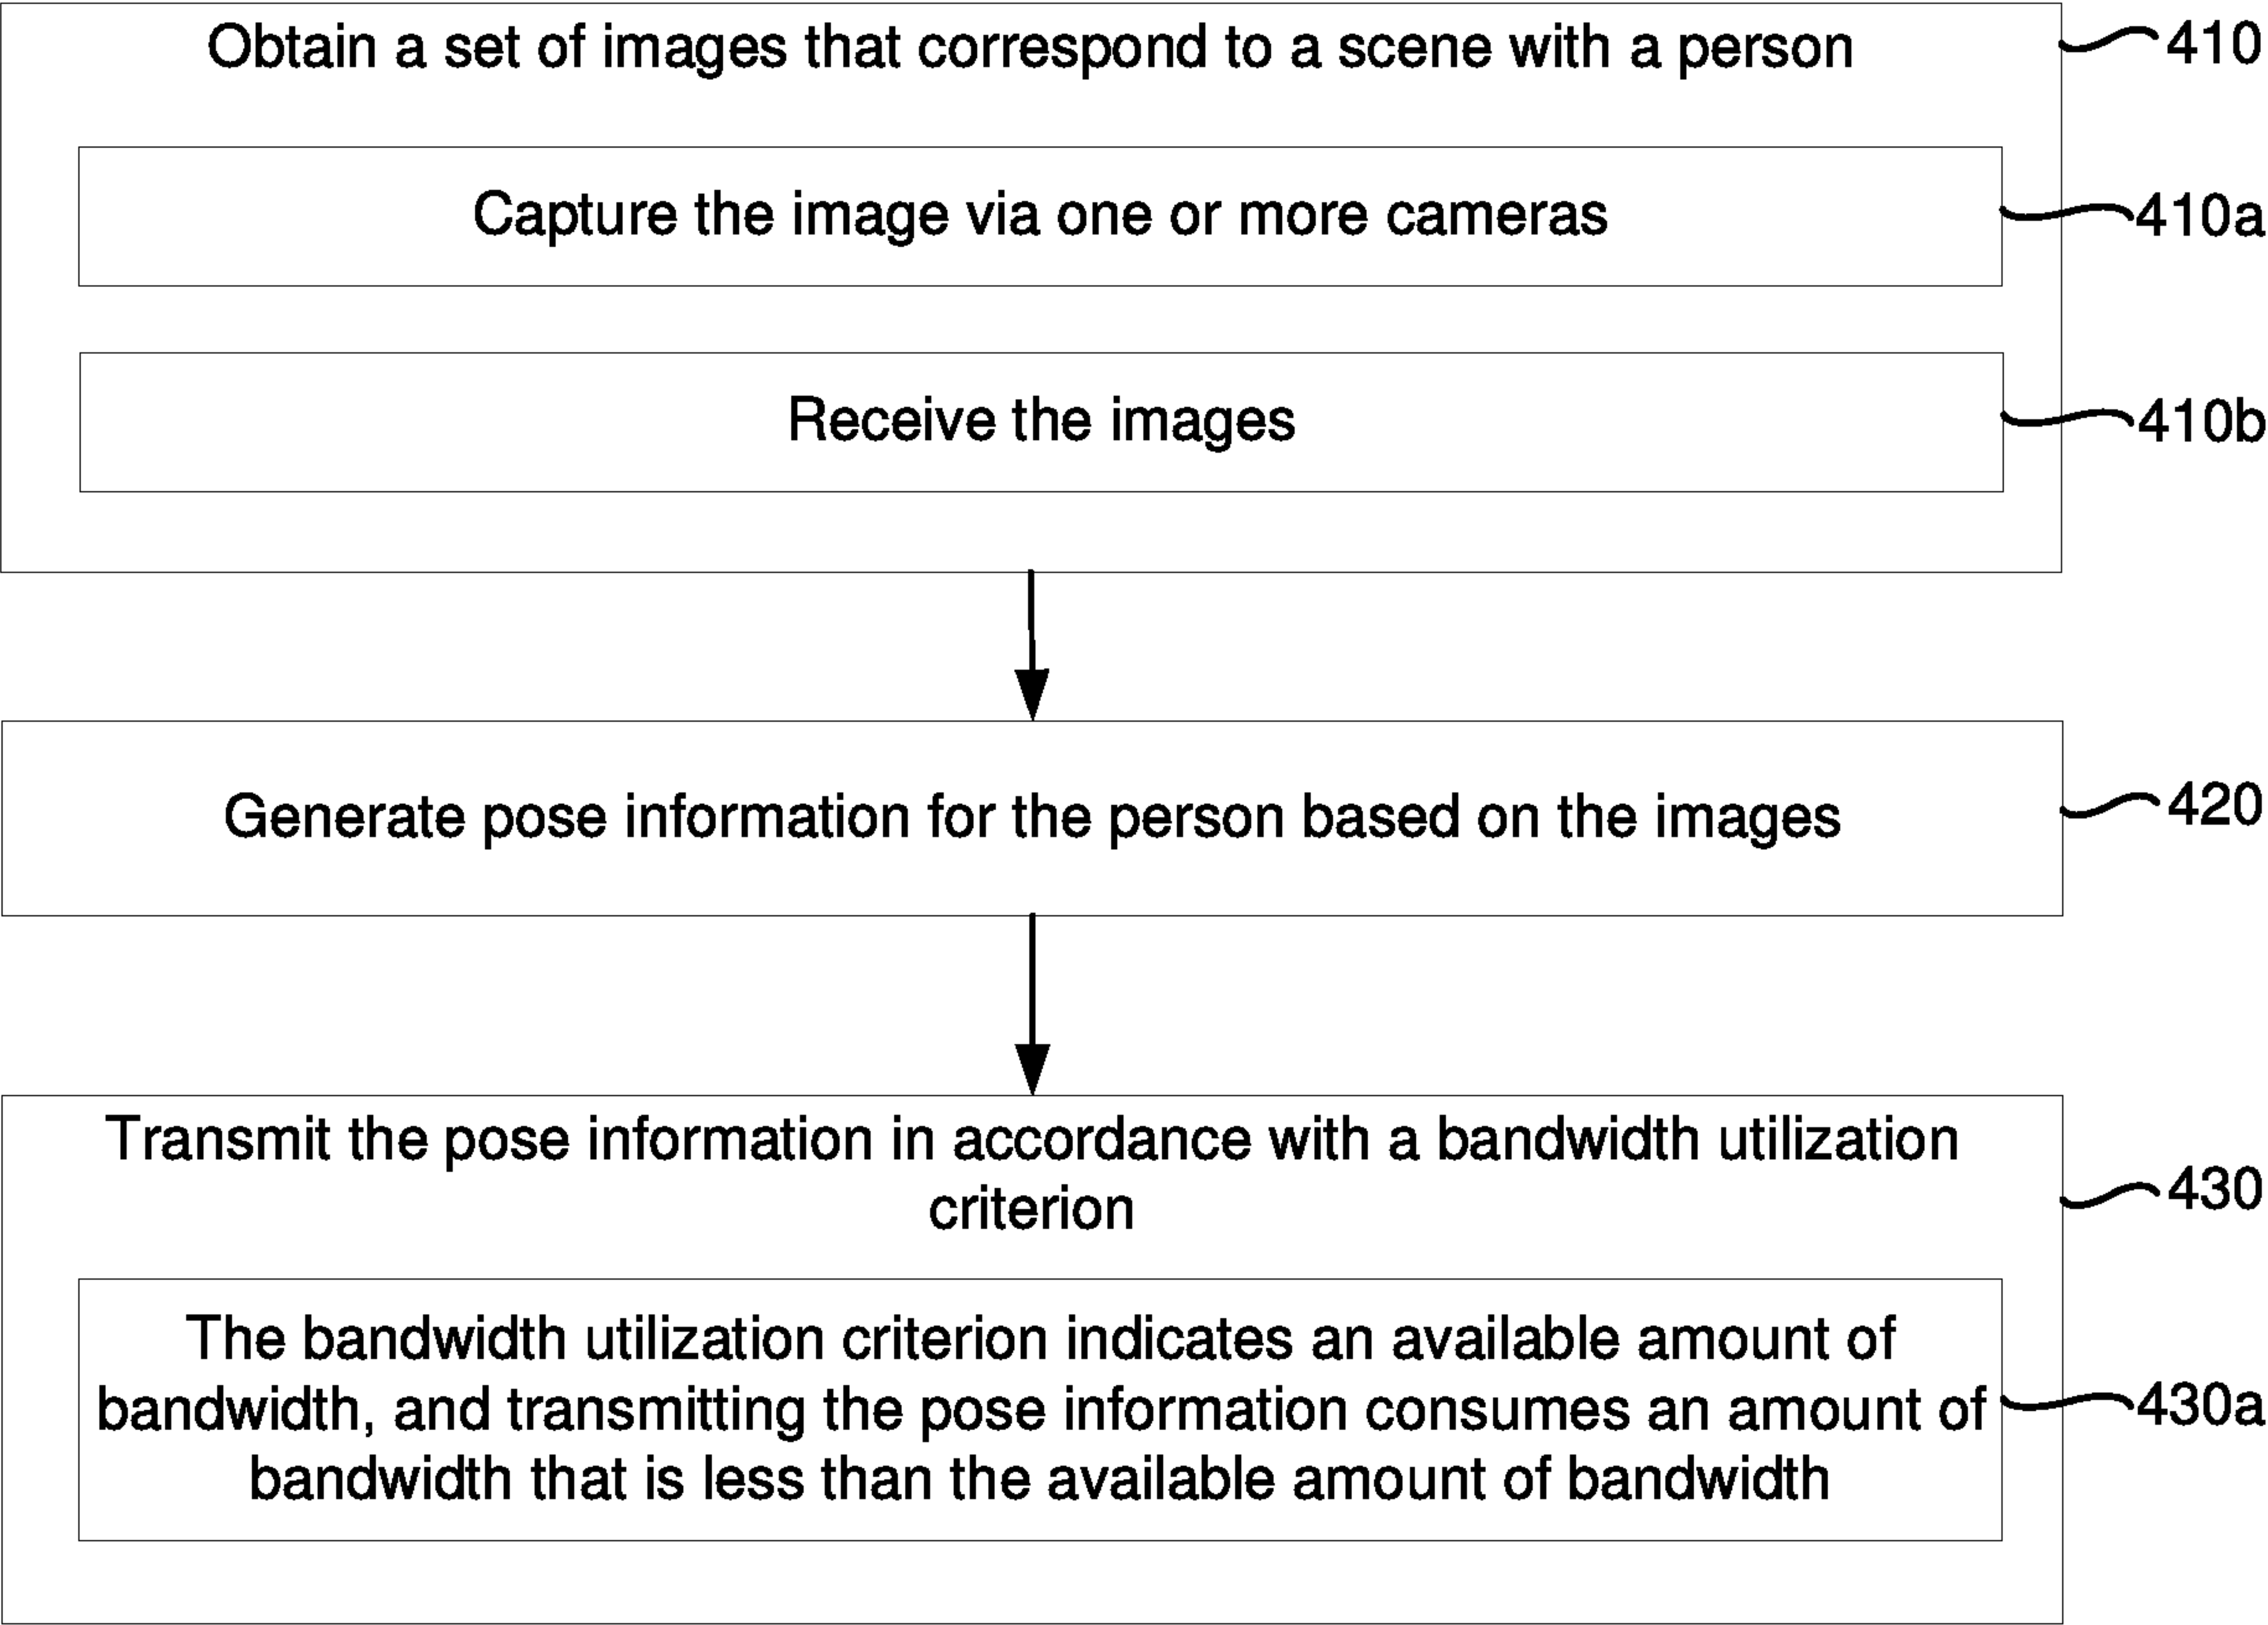 Obtain a set of images that correspond to a scene with a person
410
Capture the image via one or more cameras
410a
Receive the images
410b
Generate pose information for the person based on the images
420
Transmit the pose information in accordance with a bandwidth utilization
criterion
430
The bandwidth utilization criterion indicates an available amount of
bandwidth, and transmitting the pose information consumes an amount of
bandwidth that is less than the available amount of bandwidth
430a